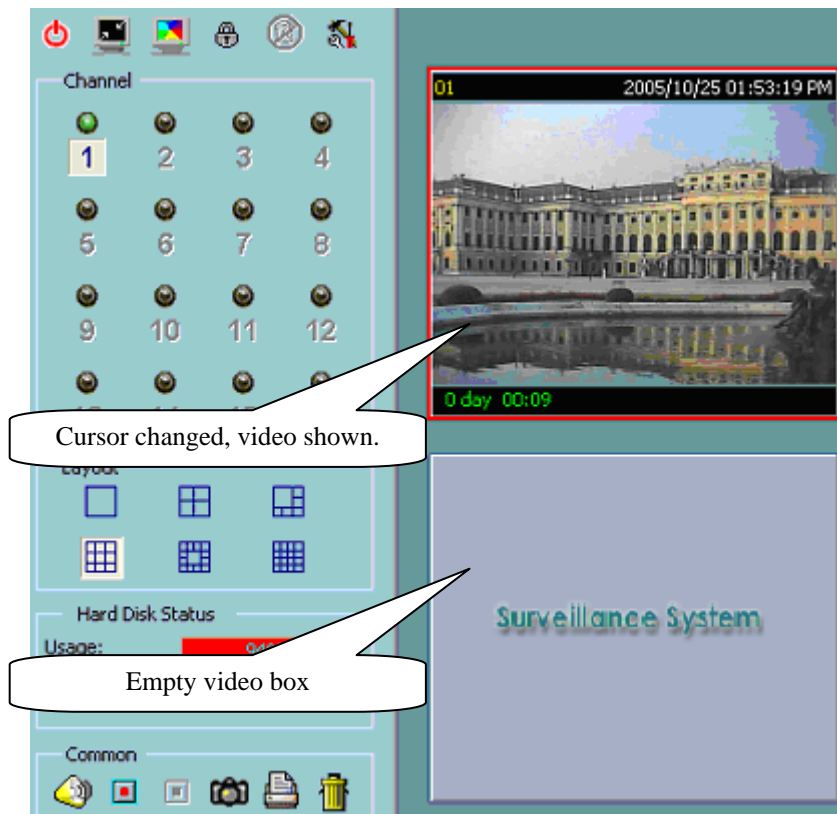 Channel
01 2005/10/25 01:53:19 PM
1 2 3 4
5 6 7 8
9 10 11 12
0 day 00:09
Cursor changed, video shown.
Layout
Hard Disk Status
Surveillance System
Usage:
Empty video box
Common